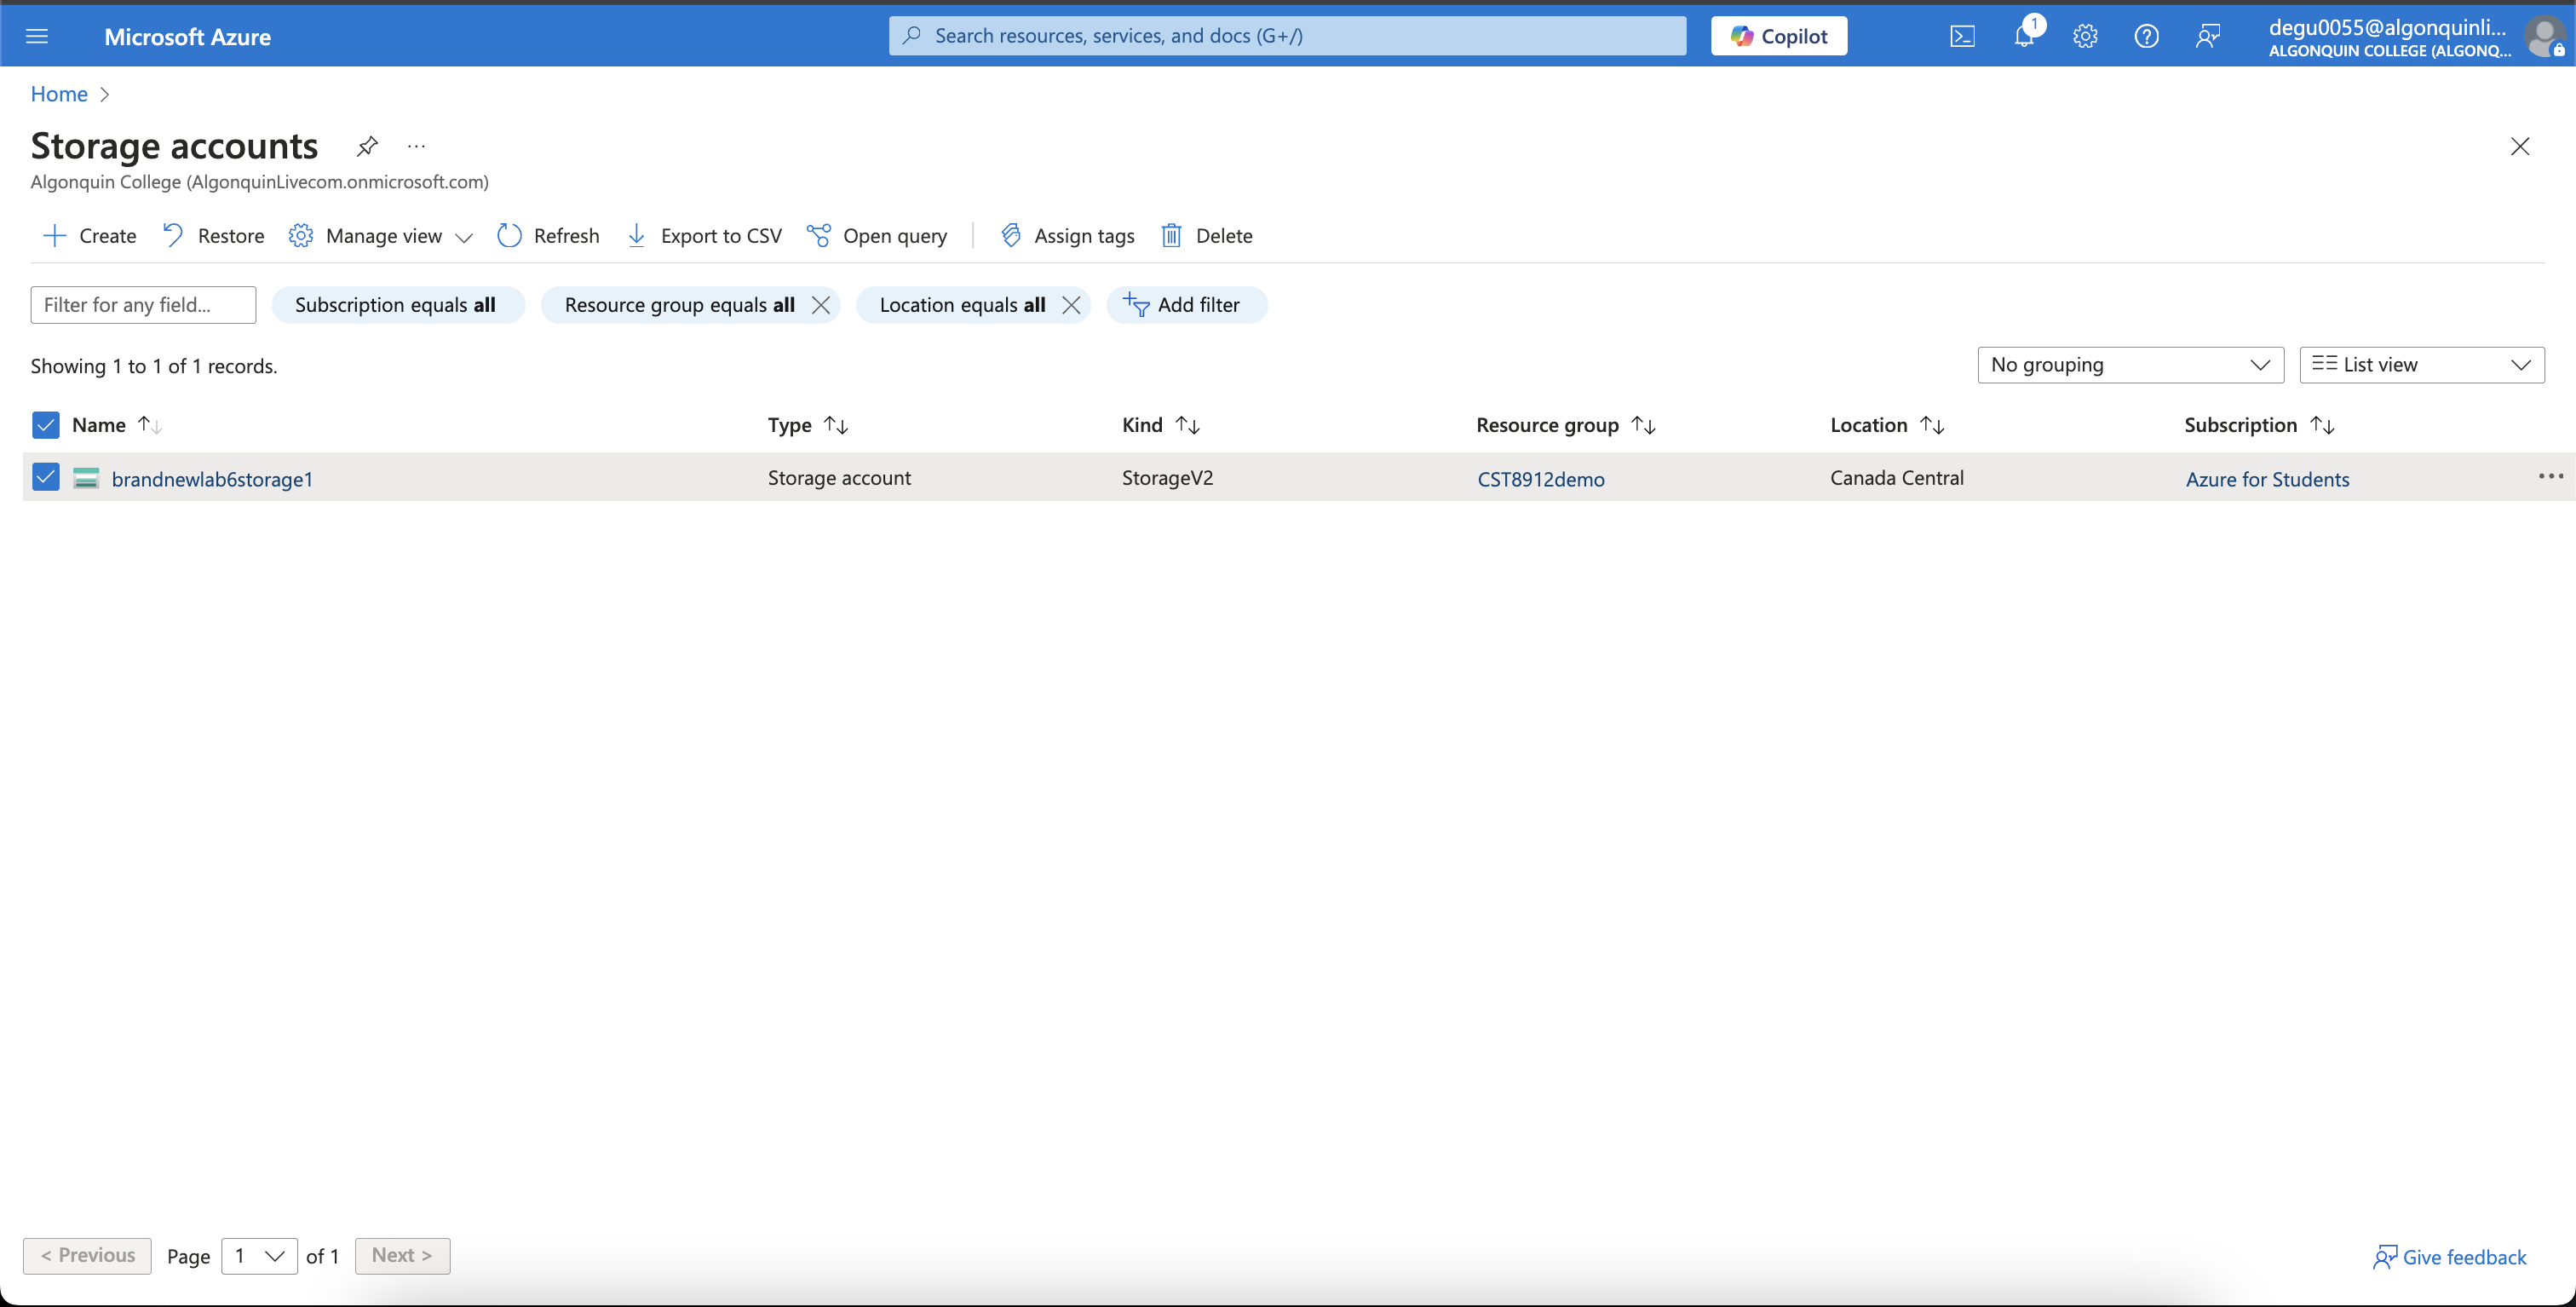 Microsoft Azure
Search resources, services, and docs (G+/)
Copilot
1
degu0055@algonquinli...
ALGONQUIN COLLEGE (ALGONQ...
Home
Storage accounts
Algonquin College (AlgonquinLivecom.onmicrosoft.com)
Create Restore Manage view Refresh Export to CSV Open query Assign tags Delete
Filter for any field... Subscription equals all Resource group equals all Location equals all Add filter
Showing 1 to 1 of 1 records.
No grouping List view
Name Type Kind Resource group Location Subscription
brandnewlab6storage1 Storage account StorageV2 CST8912demo Canada Central Azure for Students
< Previous Page 1 of 1 Next >
Give feedback